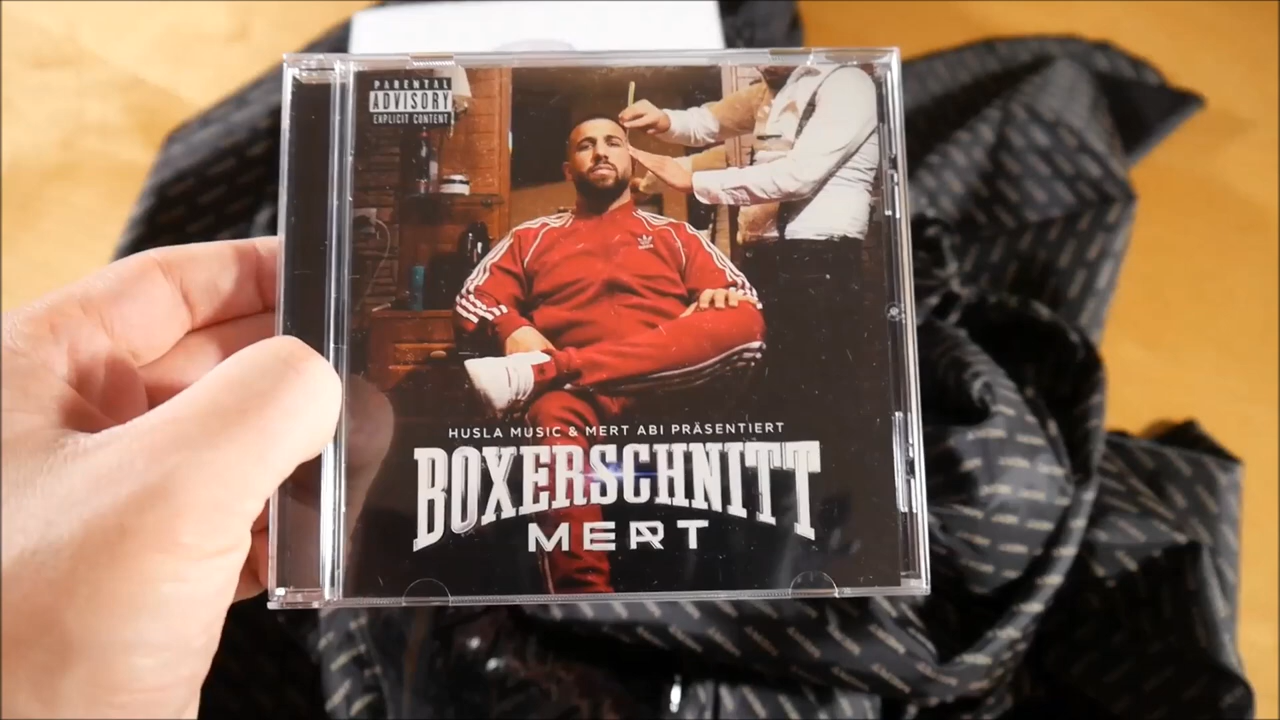 PARENTAL
ADVISORY
EXPLICIT CONTENT
HUSLA MUSIC & MERT ABI PRÄSENTIERT
BOXERSCHNITT
MERT